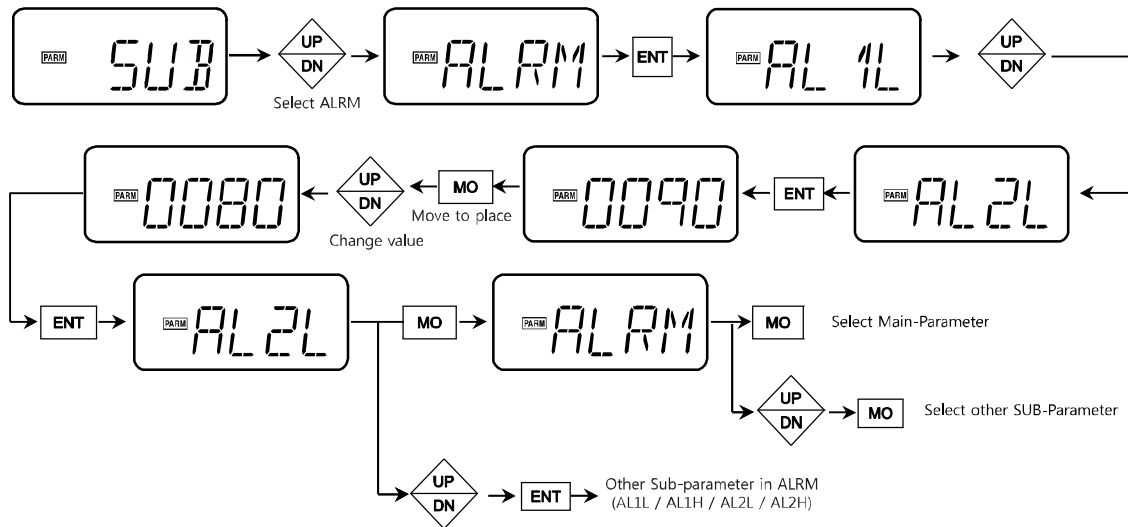 PARM SUB
UP
DN
Select ALRM
PARM ALRM
ENT
PARM AL1L
UP
DN
PARM 0080
UP
DN
Change value
MO
Move to place
PARM 0090
ENT
PARM AL2L
ENT
PARM AL2L
MO
PARM ALRM
MO
Select Main-Parameter
UP
DN
MO
Select other SUB-Parameter
UP
DN
ENT
Other Sub-parameter in ALRM
(AL1L / AL1H / AL2L / AL2H)